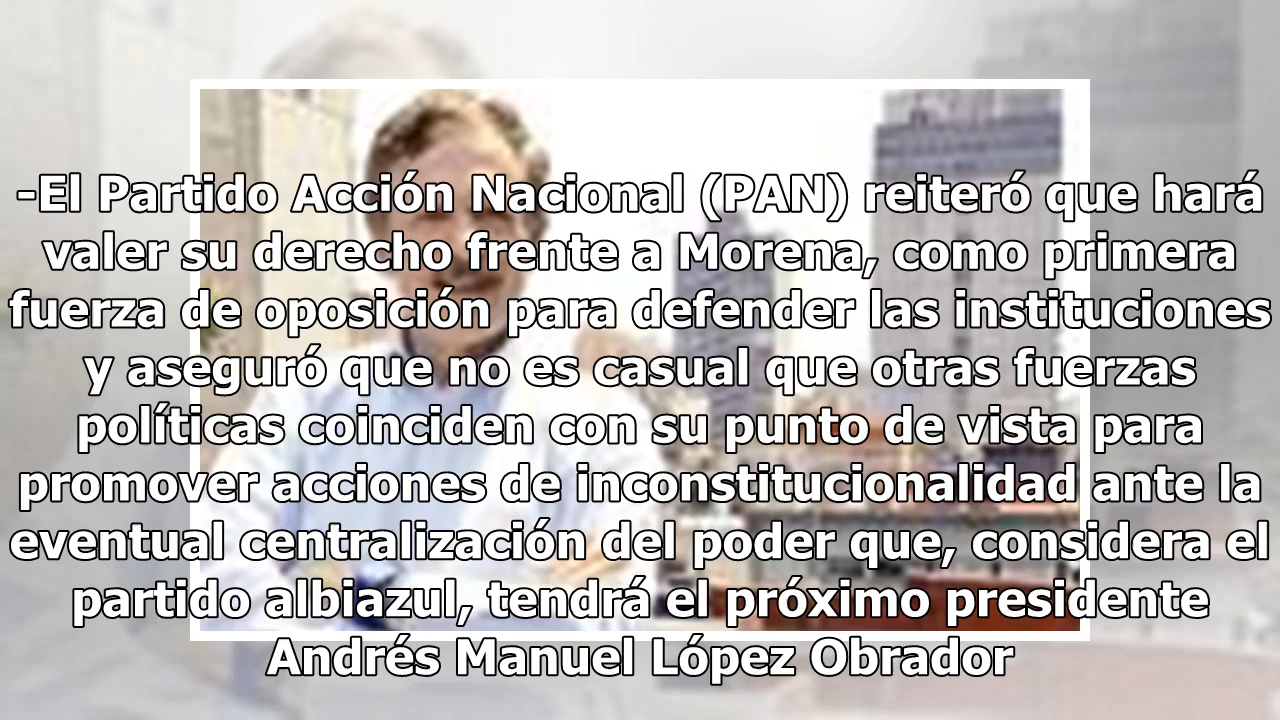 -El Partido Acción Nacional (PAN) reiteró que hará
valer su derecho frente a Morena, como primera
fuerza de oposición para defender las instituciones
y aseguró que no es casual que otras fuerzas
políticas coinciden con su punto de vista para
promover acciones de inconstitucionalidad ante la
eventual centralización del poder que, considera el
partido albiazul, tendrá el próximo presidente
Andrés Manuel López Obrador